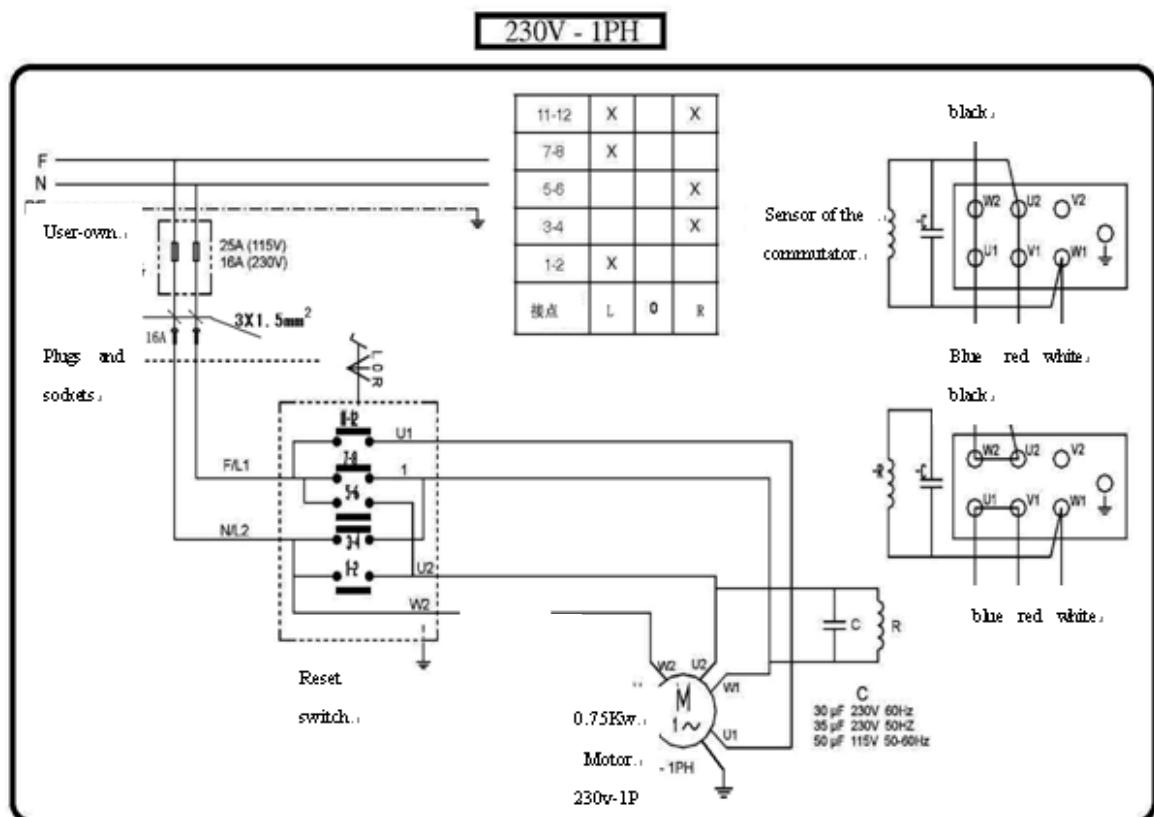 230V - 1PH
F
N
User-own.
25A (115V)
16A (230V)
3X1.5mm²
16A
Plugs and
sockets.
11-12 X X
7-8 X
5-6 X
3-4 X
1-2 X
接点 L 0 R
L O R
11-12
U1
7-8
F/L1
1
5-6
N/L2
3-4
1-2
U2
W2
Reset
switch.
W2 U2
M
W1
1~
U1
0.75Kw.
Motor.
- 1PH
230v-1P
C
R
C
30 µF 230V 60Hz
35 µF 230V 50HZ
50 µF 115V 50-60Hz
black.
Sensor of the
commutator.
W2 U2 V2
U1 V1 W1
Blue red white.
black.
W2 U2 V2
U1 V1 W1
blue red white.